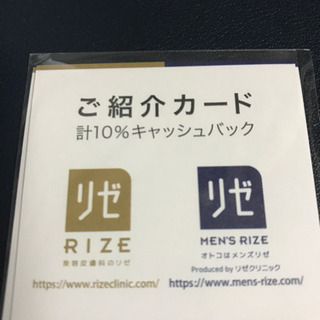 ご紹介カード
計10%キャッシュバック
リゼ
RIZE
美容皮膚科のリゼ
https://www.rizeclinic.com/
リゼ
MEN'S RIZE
オトコはメンズリゼ
Produced by リゼクリニック
https://www.mens-rize.com/